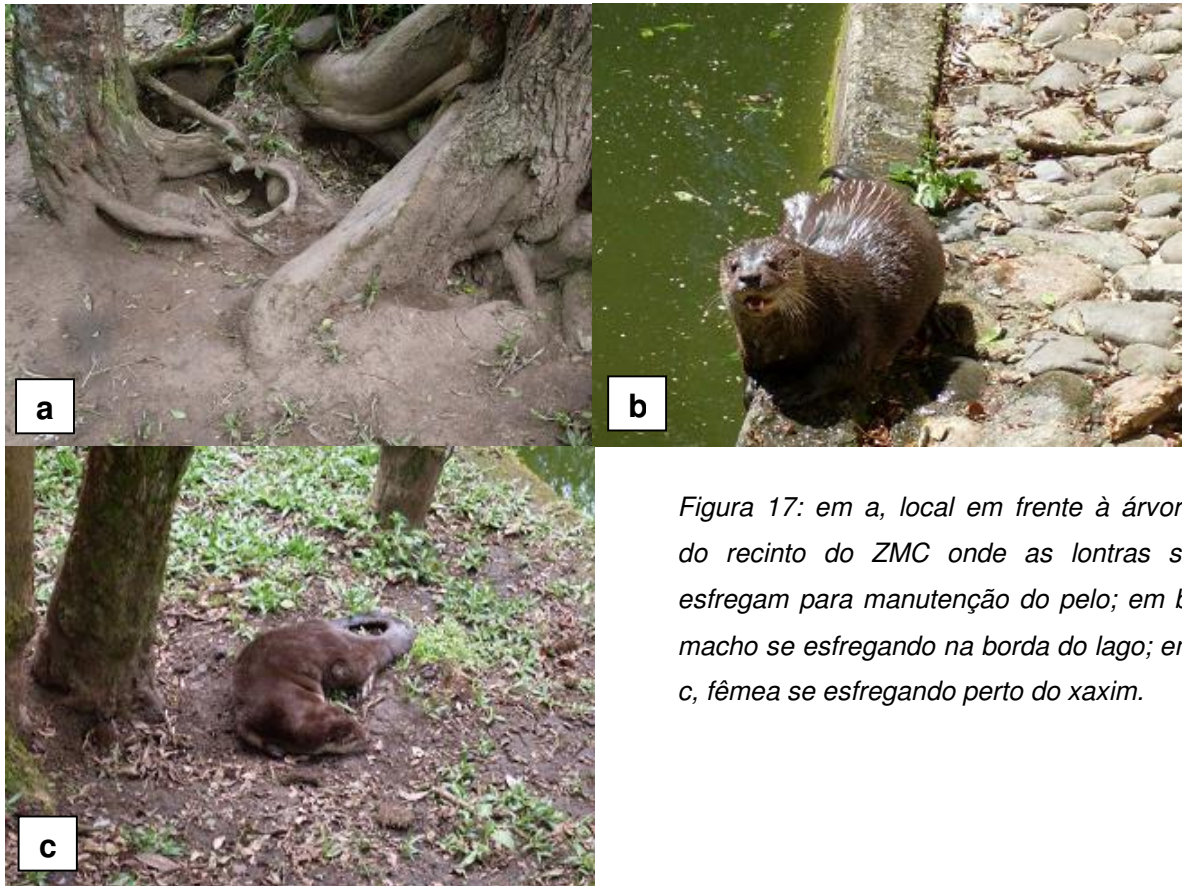 a
b
Figura 17: em a, local em frente à árvor
do recinto do ZMC onde as lontras s
esfregam para manutenção do pelo; em b
macho se esfregando na borda do lago; e
c, fêmea se esfregando perto do xaxim.
c